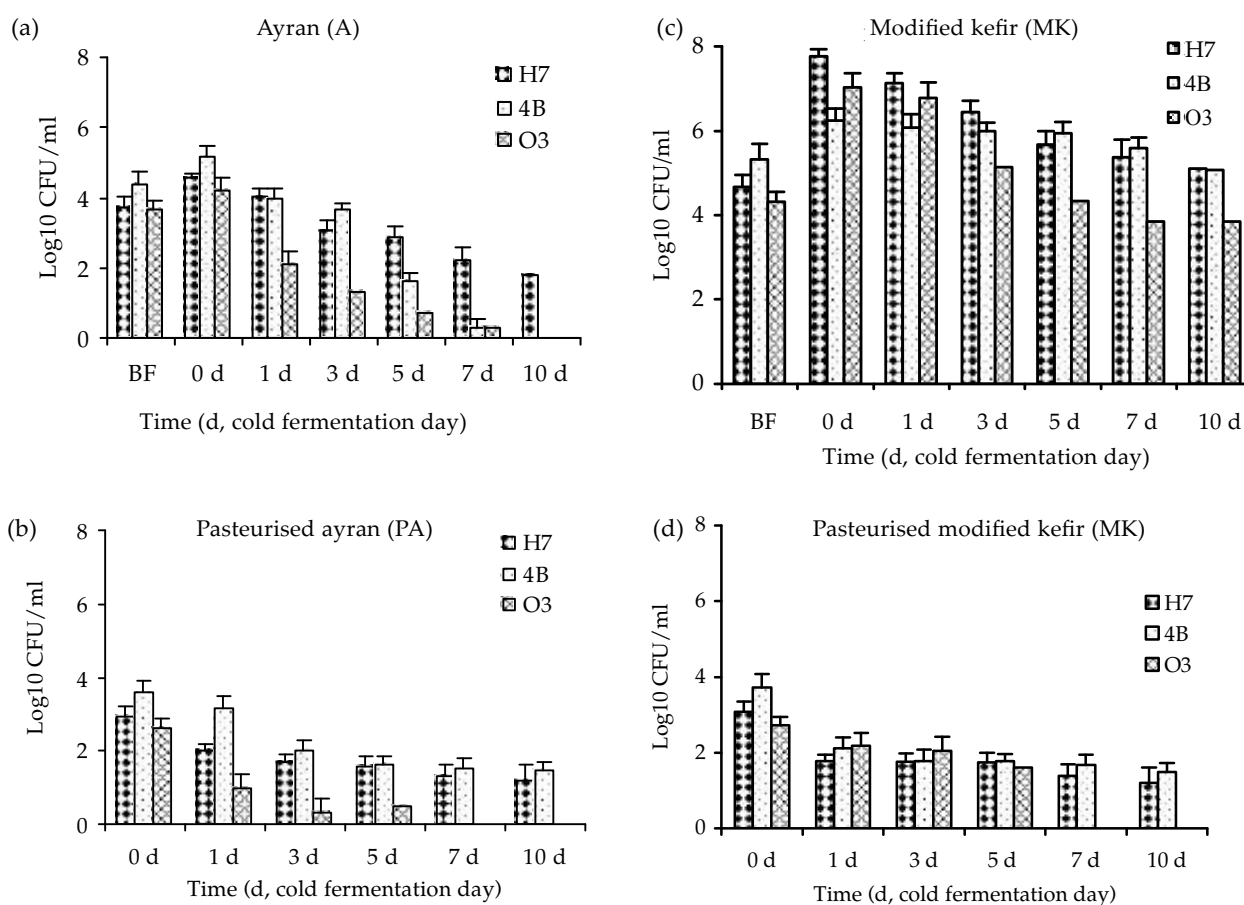 (a)
Ayran (A)
8
6
4
2
0
Log10 CFU/ml
H7
4B
O3
BF 0 d 1 d 3 d 5 d 7 d 10 d
Time (d, cold fermentation day)
(c)
Modified kefir (MK)
8
6
4
2
0
Log10 CFU/ml
H7
4B
O3
BF 0 d 1 d 3 d 5 d 7 d 10 d
Time (d, cold fermentation day)
(b)
Pasteurised ayran (PA)
8
6
4
2
0
Log10 CFU/ml
H7
4B
O3
0 d 1 d 3 d 5 d 7 d 10 d
Time (d, cold fermentation day)
(d)
Pasteurised modified kefir (MK)
8
6
4
2
0
Log10 CFU/ml
H7
4B
O3
0 d 1 d 3 d 5 d 7 d 10 d
Time (d, cold fermentation day)